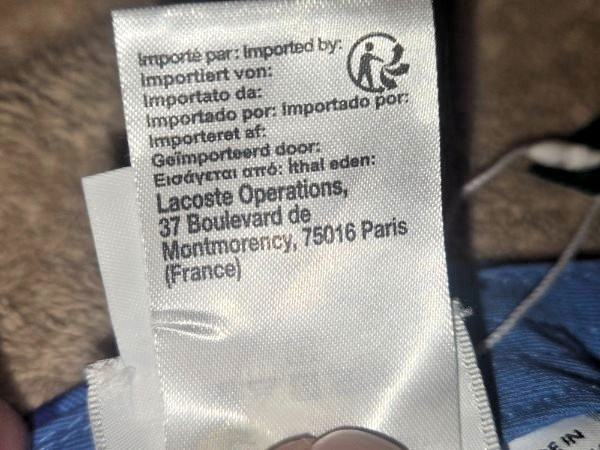 Importé par: Imported by:
Importiert von:
Importato da:
Importado por: Importado por:
Importeret af:
Geïmporteerd door:
Εισάγεται από: İthal eden:
Lacoste Operations,
37 Boulevard de
Montmorency, 75016 Paris
(France)
IN